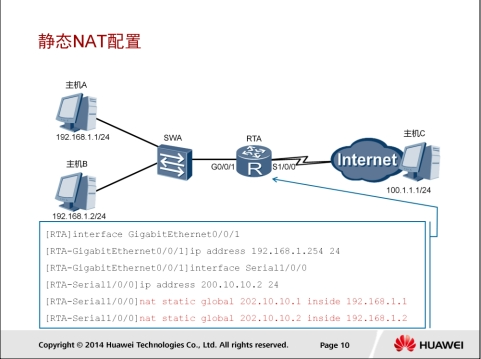 静态NAT配置
主机A
192.168.1.1/24
主机B
192.168.1.2/24
SWA
RTA
G0/0/1
S1/0/0
Internet
主机C
100.1.1.1/24
[RTA]interface GigabitEthernet0/0/1
[RTA-GigabitEthernet0/0/1]ip address 192.168.1.254 24
[RTA-GigabitEthernet0/0/1]interface Serial1/0/0
[RTA-Serial1/0/0]ip address 200.10.10.2 24
[RTA-Serial1/0/0]nat static global 202.10.10.1 inside 192.168.1.1
[RTA-Serial1/0/0]nat static global 202.10.10.2 inside 192.168.1.2
Copyright © 2014 Huawei Technologies Co., Ltd. All rights reserved.
Page 10
HUAWEI